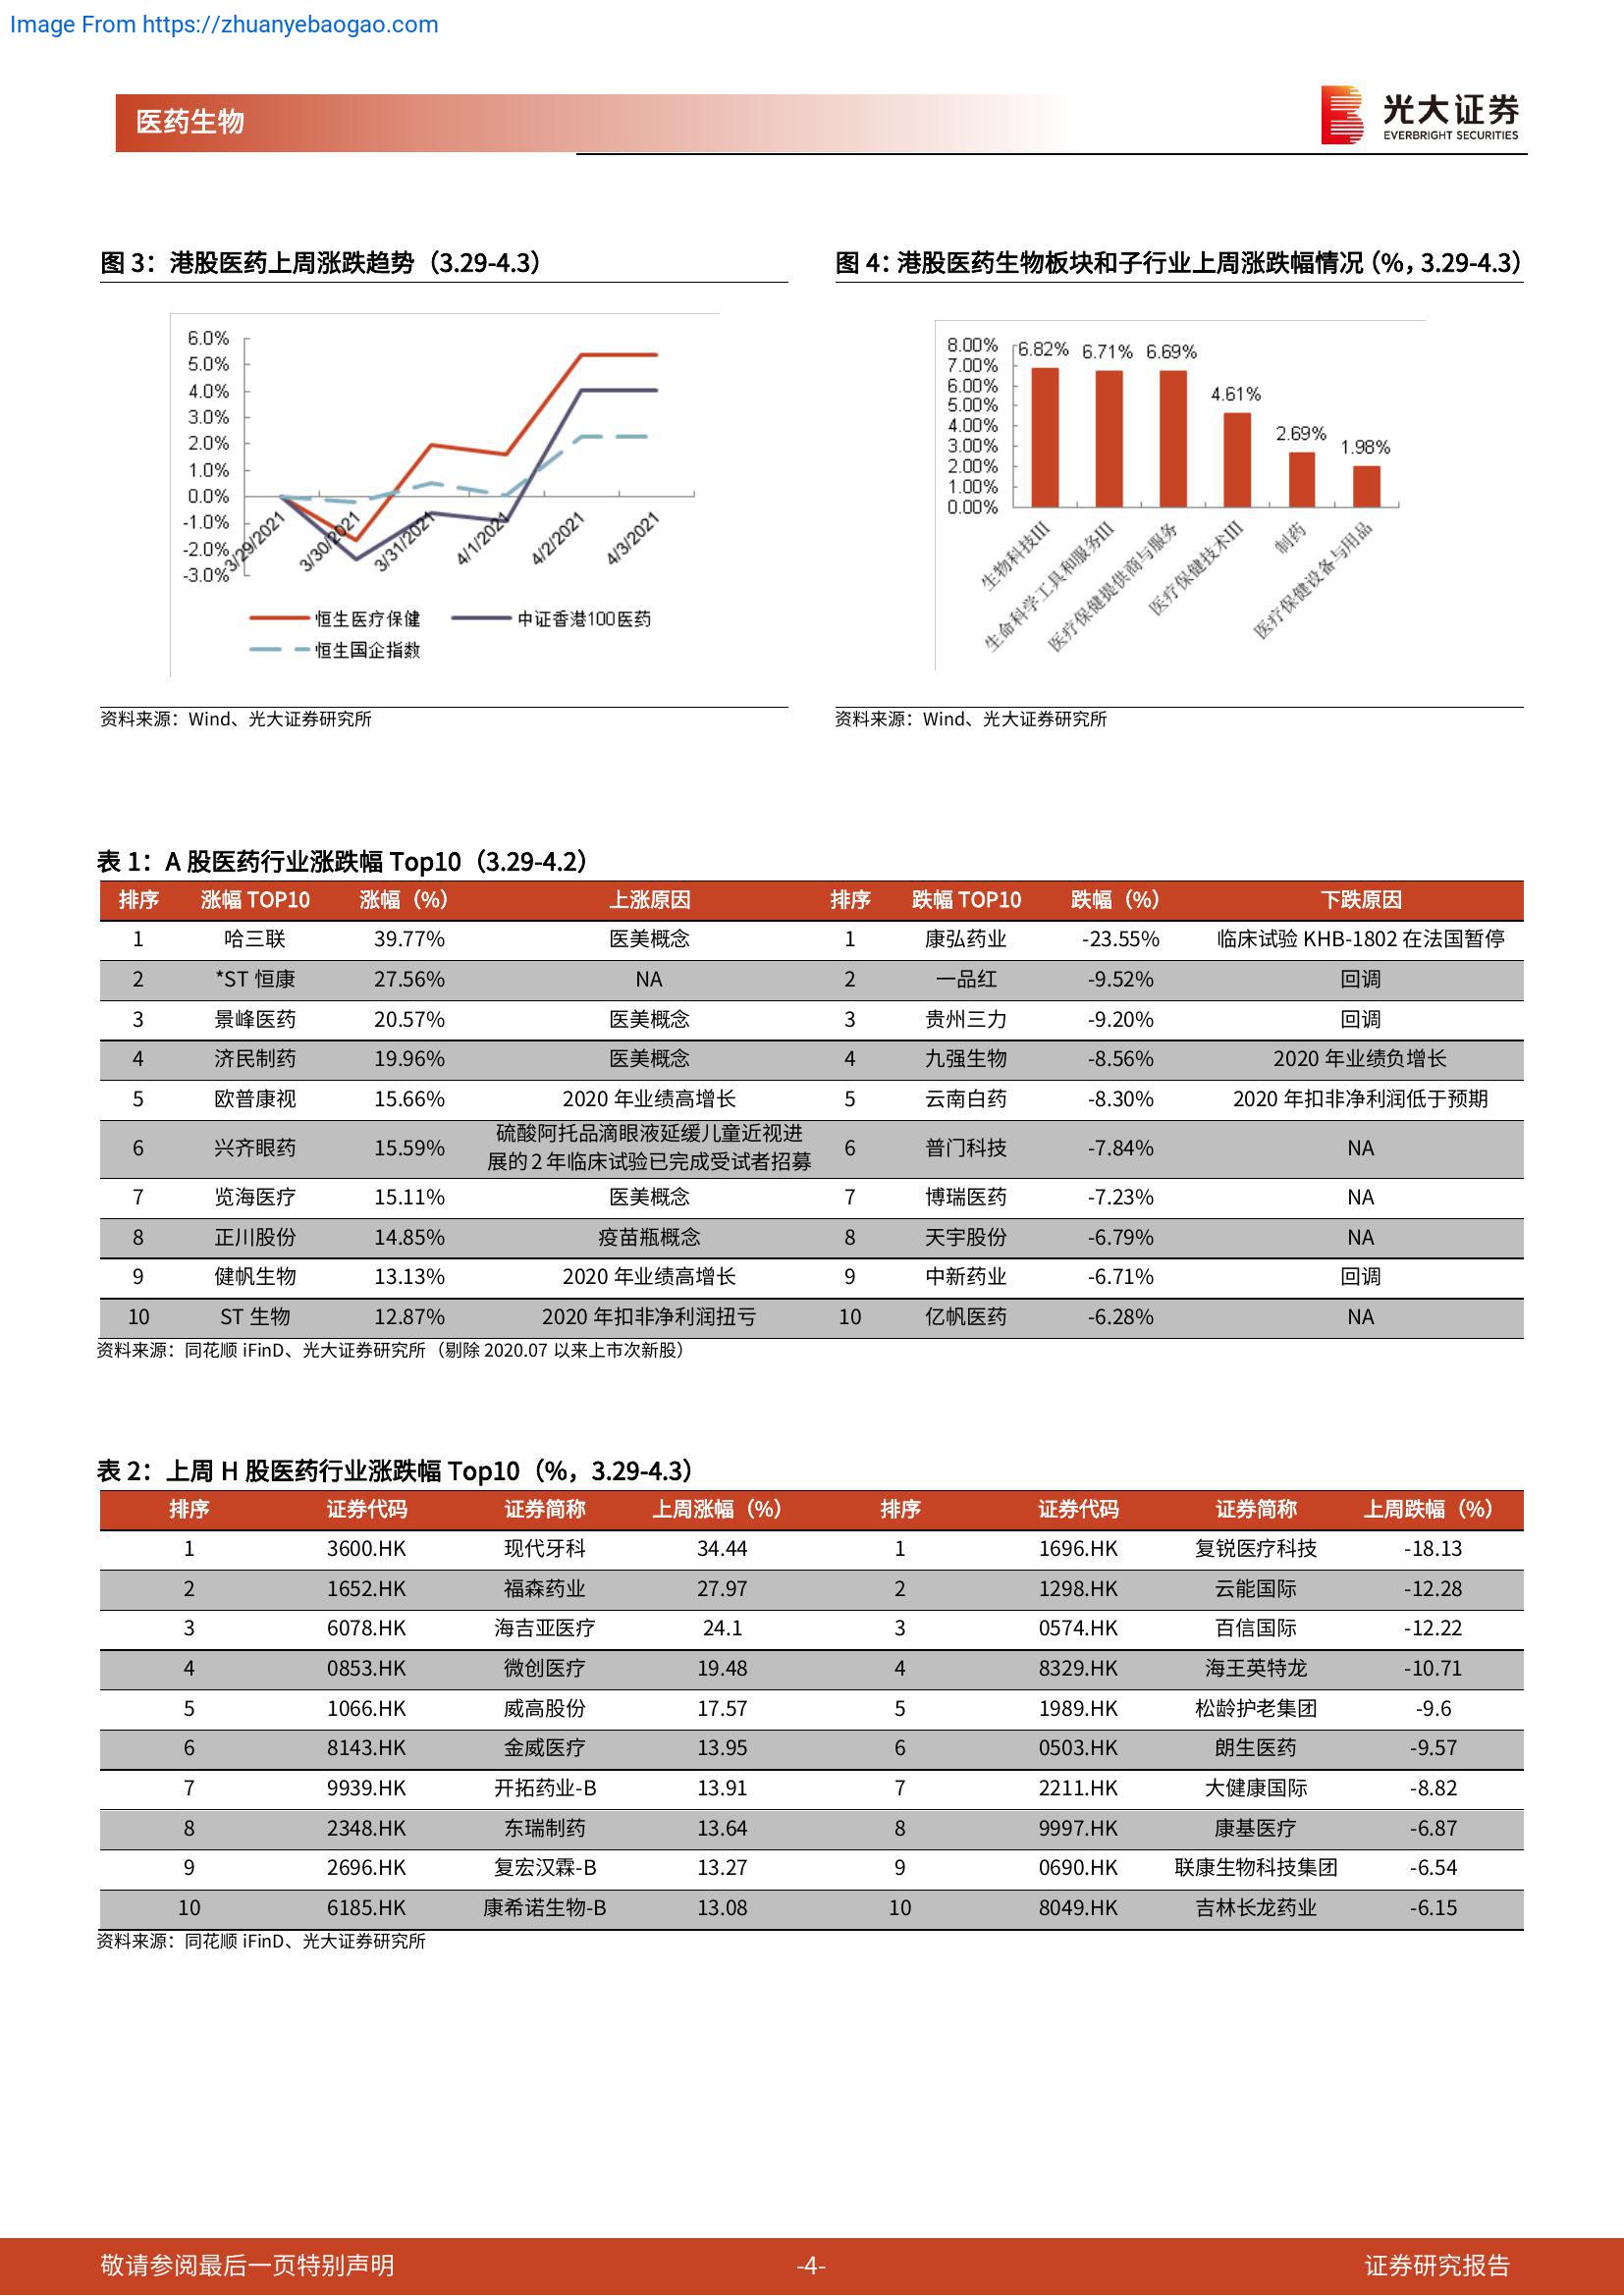 Image From https://zhuanyebaogao.com
医药生物
光大证券
EVERBRIGHT SECURITIES
图 3：港股医药上周涨跌趋势（3.29-4.3）
6.0%
5.0%
4.0%
3.0%
2.0%
1.0%
0.0%
-1.0%
-2.0%
-3.0%
3/29/2021 3/30/2021 3/31/2021 4/1/2021 4/2/2021 4/3/2021
恒生医疗保健 中证香港100医药
恒生国企指数
资料来源：Wind、光大证券研究所
图 4：港股医药生物板块和子行业上周涨跌幅情况（%，3.29-4.3）
8.00%
7.00%
6.00%
5.00%
4.00%
3.00%
2.00%
1.00%
0.00%
6.82% 6.71% 6.69% 4.61% 2.69% 1.98%
生物科技III 生命科学工具和服务III 医疗保健提供商与服务 医疗保健技术III 制药 医疗保健设备与用品
资料来源：Wind、光大证券研究所
表 1：A 股医药行业涨跌幅 Top10（3.29-4.2）
排序 涨幅 TOP10 涨幅（%） 上涨原因 排序 跌幅 TOP10 跌幅（%） 下跌原因
1 哈三联 39.77% 医美概念 1 康弘药业 -23.55% 临床试验 KHB-1802 在法国暂停
2 *ST 恒康 27.56% NA 2 一品红 -9.52% 回调
3 景峰医药 20.57% 医美概念 3 贵州三力 -9.20% 回调
4 济民制药 19.96% 医美概念 4 九强生物 -8.56% 2020 年业绩负增长
5 欧普康视 15.66% 2020 年业绩高增长 5 云南白药 -8.30% 2020 年扣非净利润低于预期
6 兴齐眼药 15.59% 硫酸阿托品滴眼液延缓儿童近视进
展的 2 年临床试验已完成受试者招募 6 普门科技 -7.84% NA
7 览海医疗 15.11% 医美概念 7 博瑞医药 -7.23% NA
8 正川股份 14.85% 疫苗瓶概念 8 天宇股份 -6.79% NA
9 健帆生物 13.13% 2020 年业绩高增长 9 中新药业 -6.71% 回调
10 ST 生物 12.87% 2020 年扣非净利润扭亏 10 亿帆医药 -6.28% NA
资料来源：同花顺 iFinD、光大证券研究所（剔除 2020.07 以来上市次新股）
表 2：上周 H 股医药行业涨跌幅 Top10（%，3.29-4.3）
排序 证券代码 证券简称 上周涨幅（%） 排序 证券代码 证券简称 上周跌幅（%）
1 3600.HK 现代牙科 34.44 1 1696.HK 复锐医疗科技 -18.13
2 1652.HK 福森药业 27.97 2 1298.HK 云能国际 -12.28
3 6078.HK 海吉亚医疗 24.1 3 0574.HK 百信国际 -12.22
4 0853.HK 微创医疗 19.48 4 8329.HK 海王英特龙 -10.71
5 1066.HK 威高股份 17.57 5 1989.HK 松龄护老集团 -9.6
6 8143.HK 金威医疗 13.95 6 0503.HK 朗生医药 -9.57
7 9939.HK 开拓药业-B 13.91 7 2211.HK 大健康国际 -8.82
8 2348.HK 东瑞制药 13.64 8 9997.HK 康基医疗 -6.87
9 2696.HK 复宏汉霖-B 13.27 9 0690.HK 联康生物科技集团 -6.54
10 6185.HK 康希诺生物-B 13.08 10 8049.HK 吉林长龙药业 -6.15
资料来源：同花顺 iFinD、光大证券研究所
敬请参阅最后一页特别声明 -4- 证券研究报告